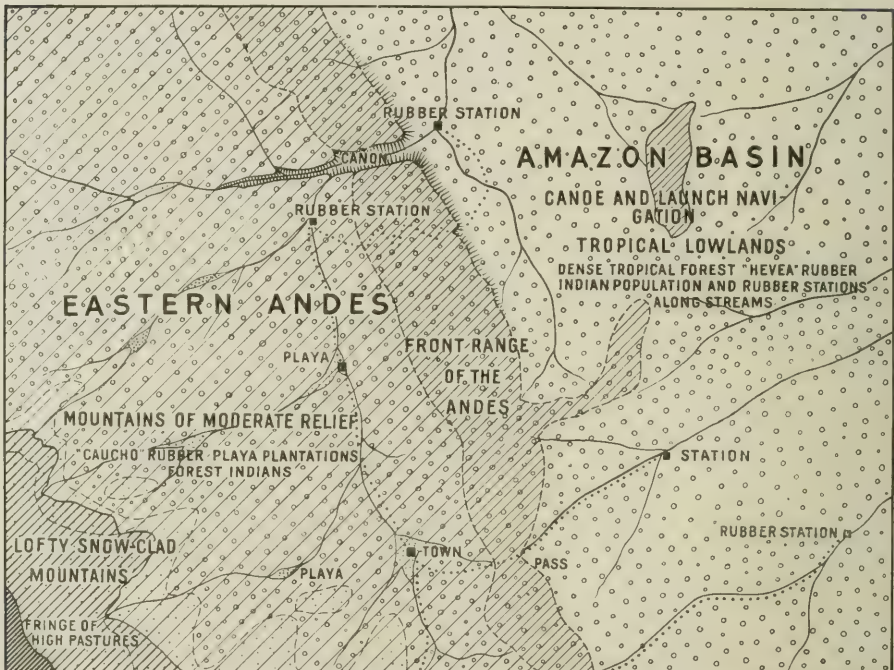 RUBBER STATION
CAÑON
AMAZON BASIN
CANOE AND LAUNCH NAVI-
GATION
TROPICAL LOWLANDS
DENSE TROPICAL FOREST "HEVEA" RUBBER
INDIAN POPULATION AND RUBBER STATIONS
ALONG STREAMS
RUBBER STATION
EASTERN ANDES
PLAYA
FRONT RANGE
OF THE
ANDES
MOUNTAINS OF MODERATE RELIEF
"CAUCHO" RUBBER PLAYA PLANTATIONS
FOREST INDIANS
STATION
LOFTY SNOW-CLAD
MOUNTAINS
TOWN
PASS
RUBBER STATION
PLAYA
FRINGE OF
HIGH PASTURES